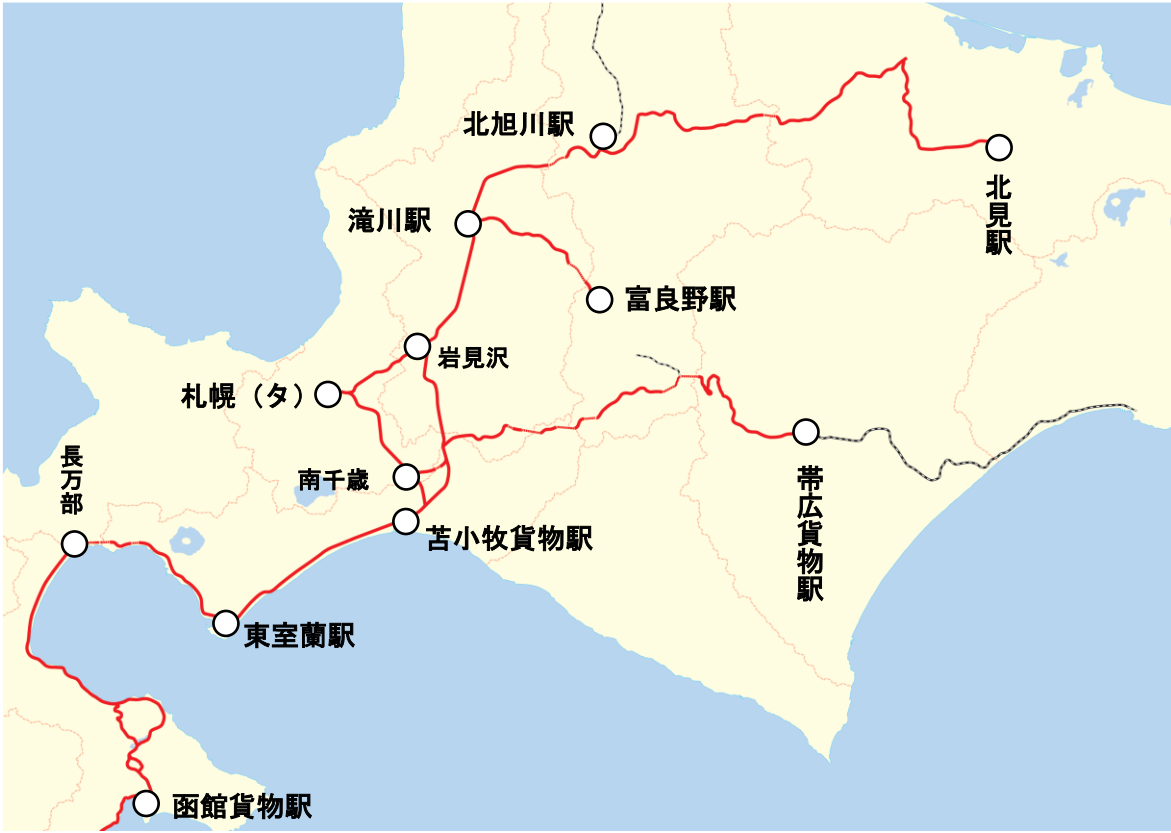 北旭川駅
北見駅
滝川駅
富良野駅
岩見沢
札幌（タ）
長万部
南千歳
帯広貨物駅
苫小牧貨物駅
東室蘭駅
函館貨物駅